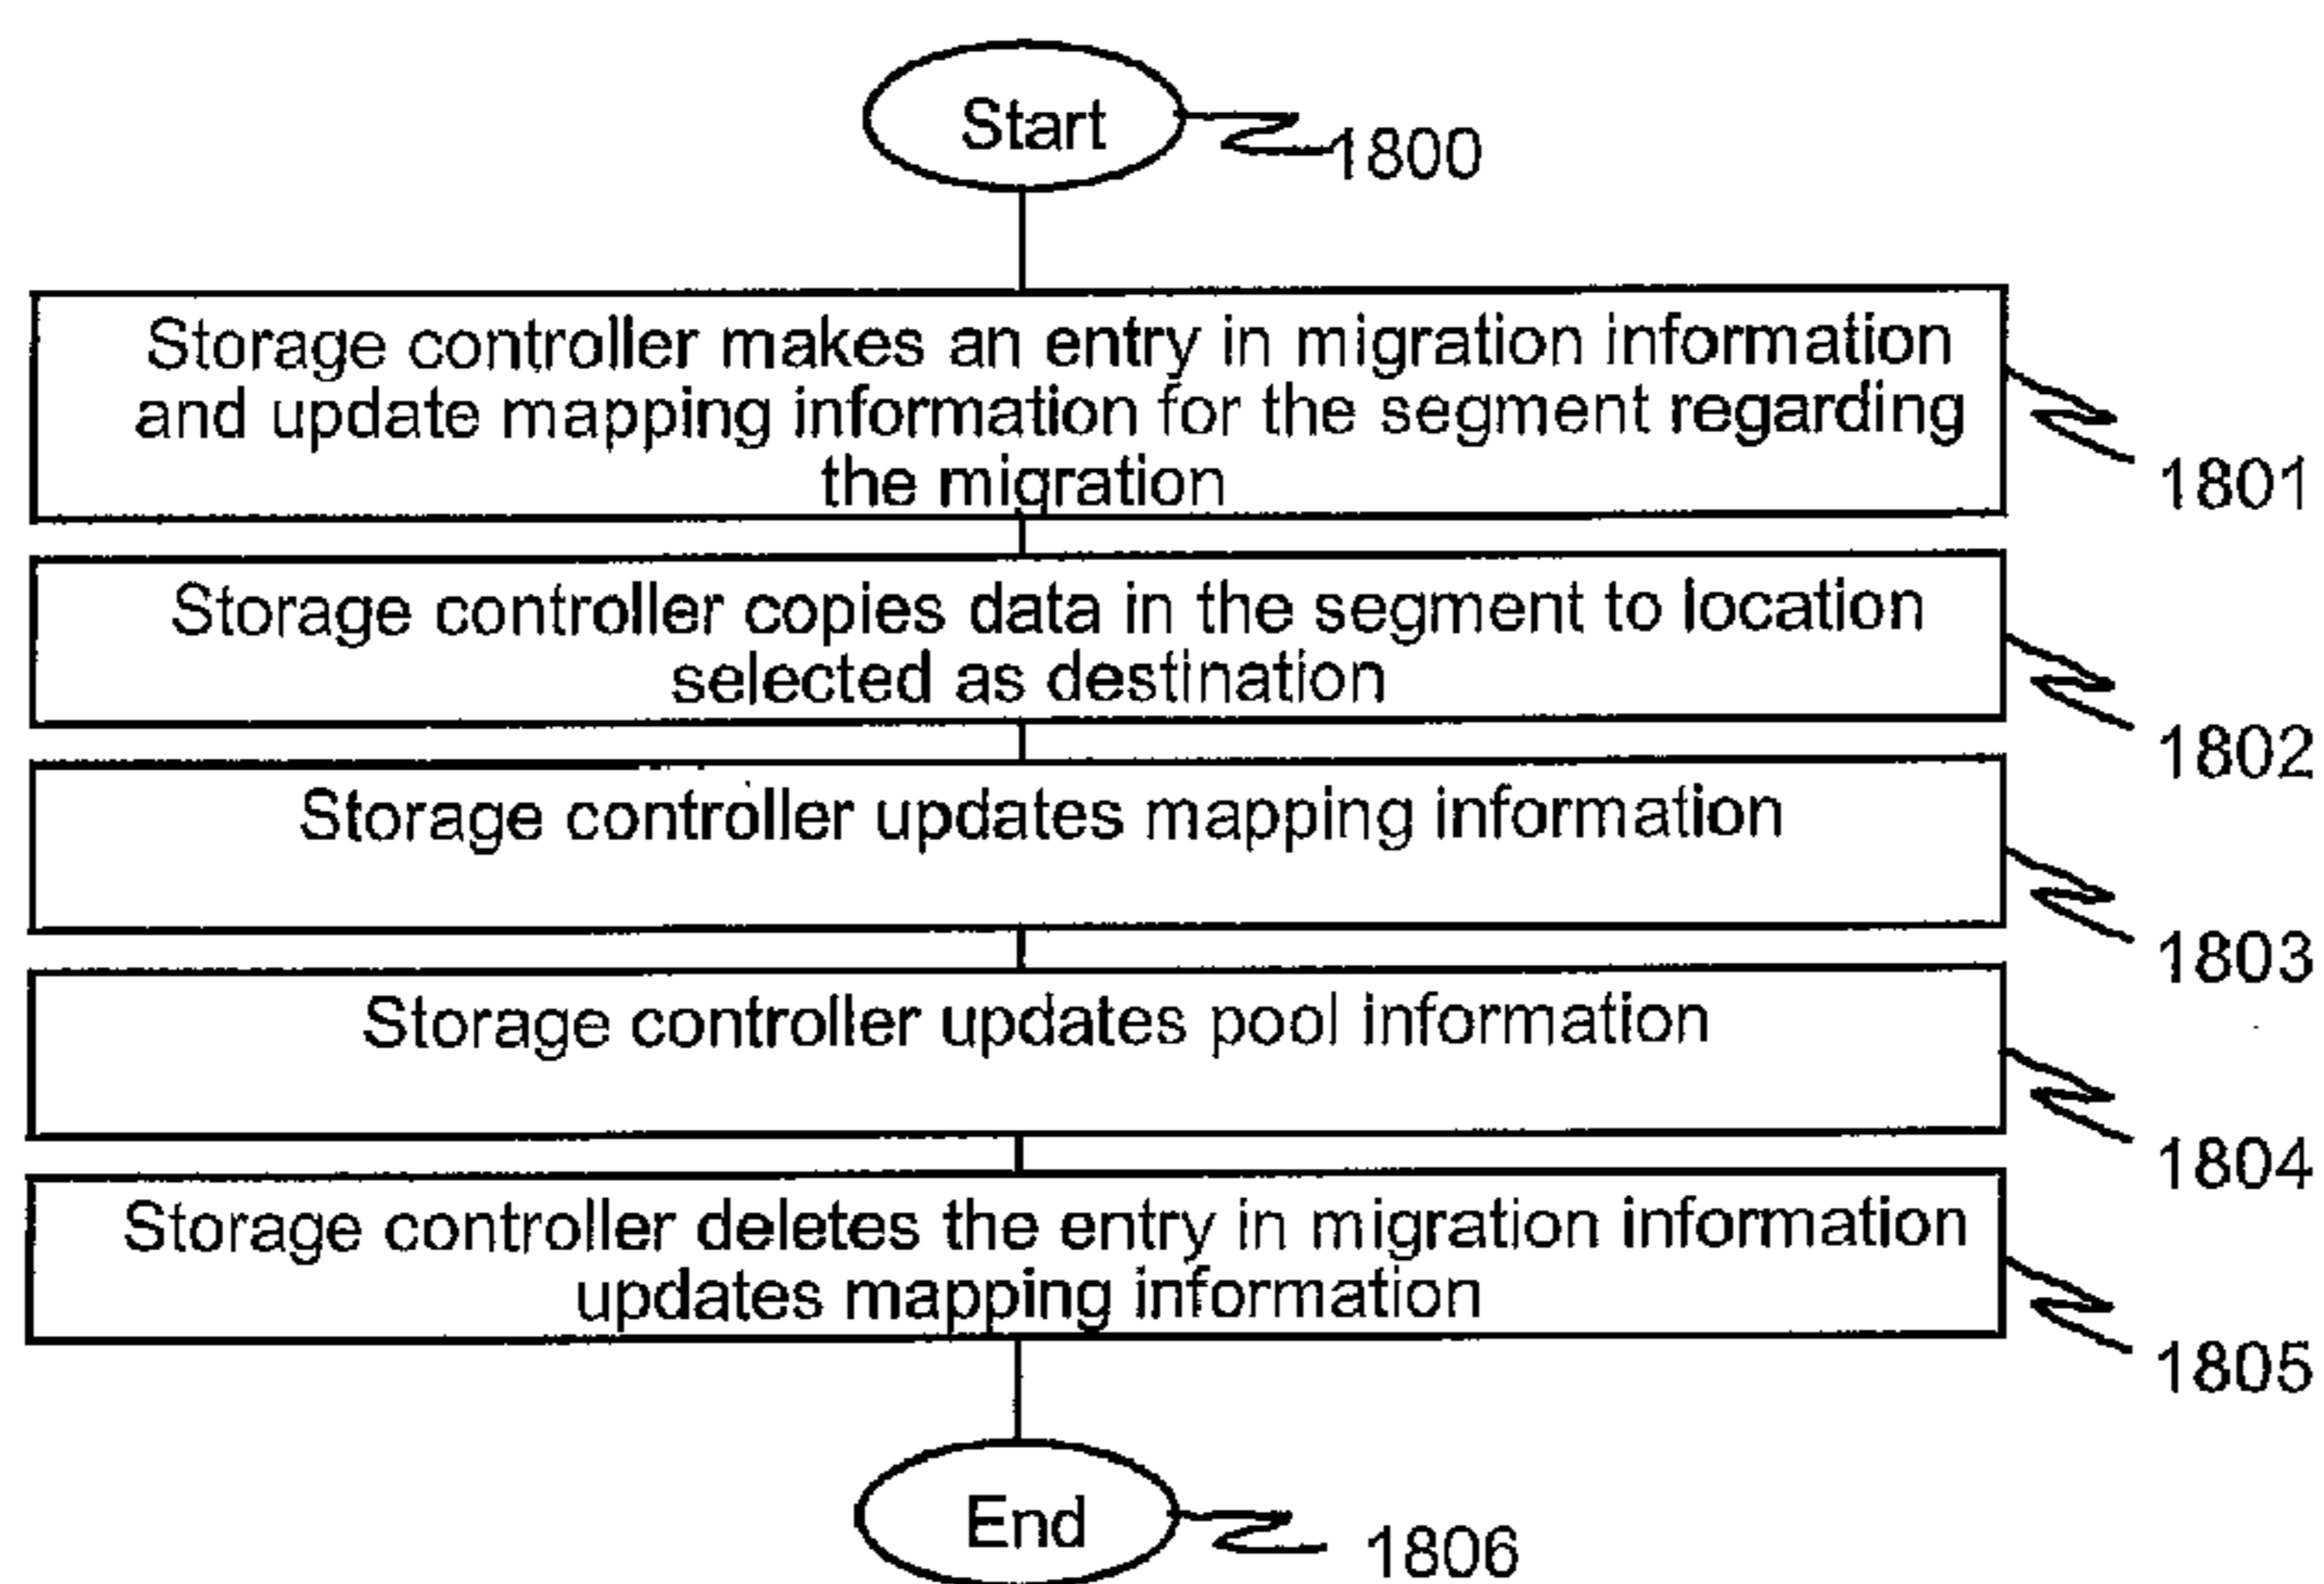 Start
1800
Storage controller makes an entry in migration information
and update mapping information for the segment regarding
the migration
1801
Storage controller copies data in the segment to location
selected as destination
1802
Storage controller updates mapping information
1803
Storage controller updates pool information
1804
Storage controller deletes the entry in migration information
updates mapping information
1805
End
1806